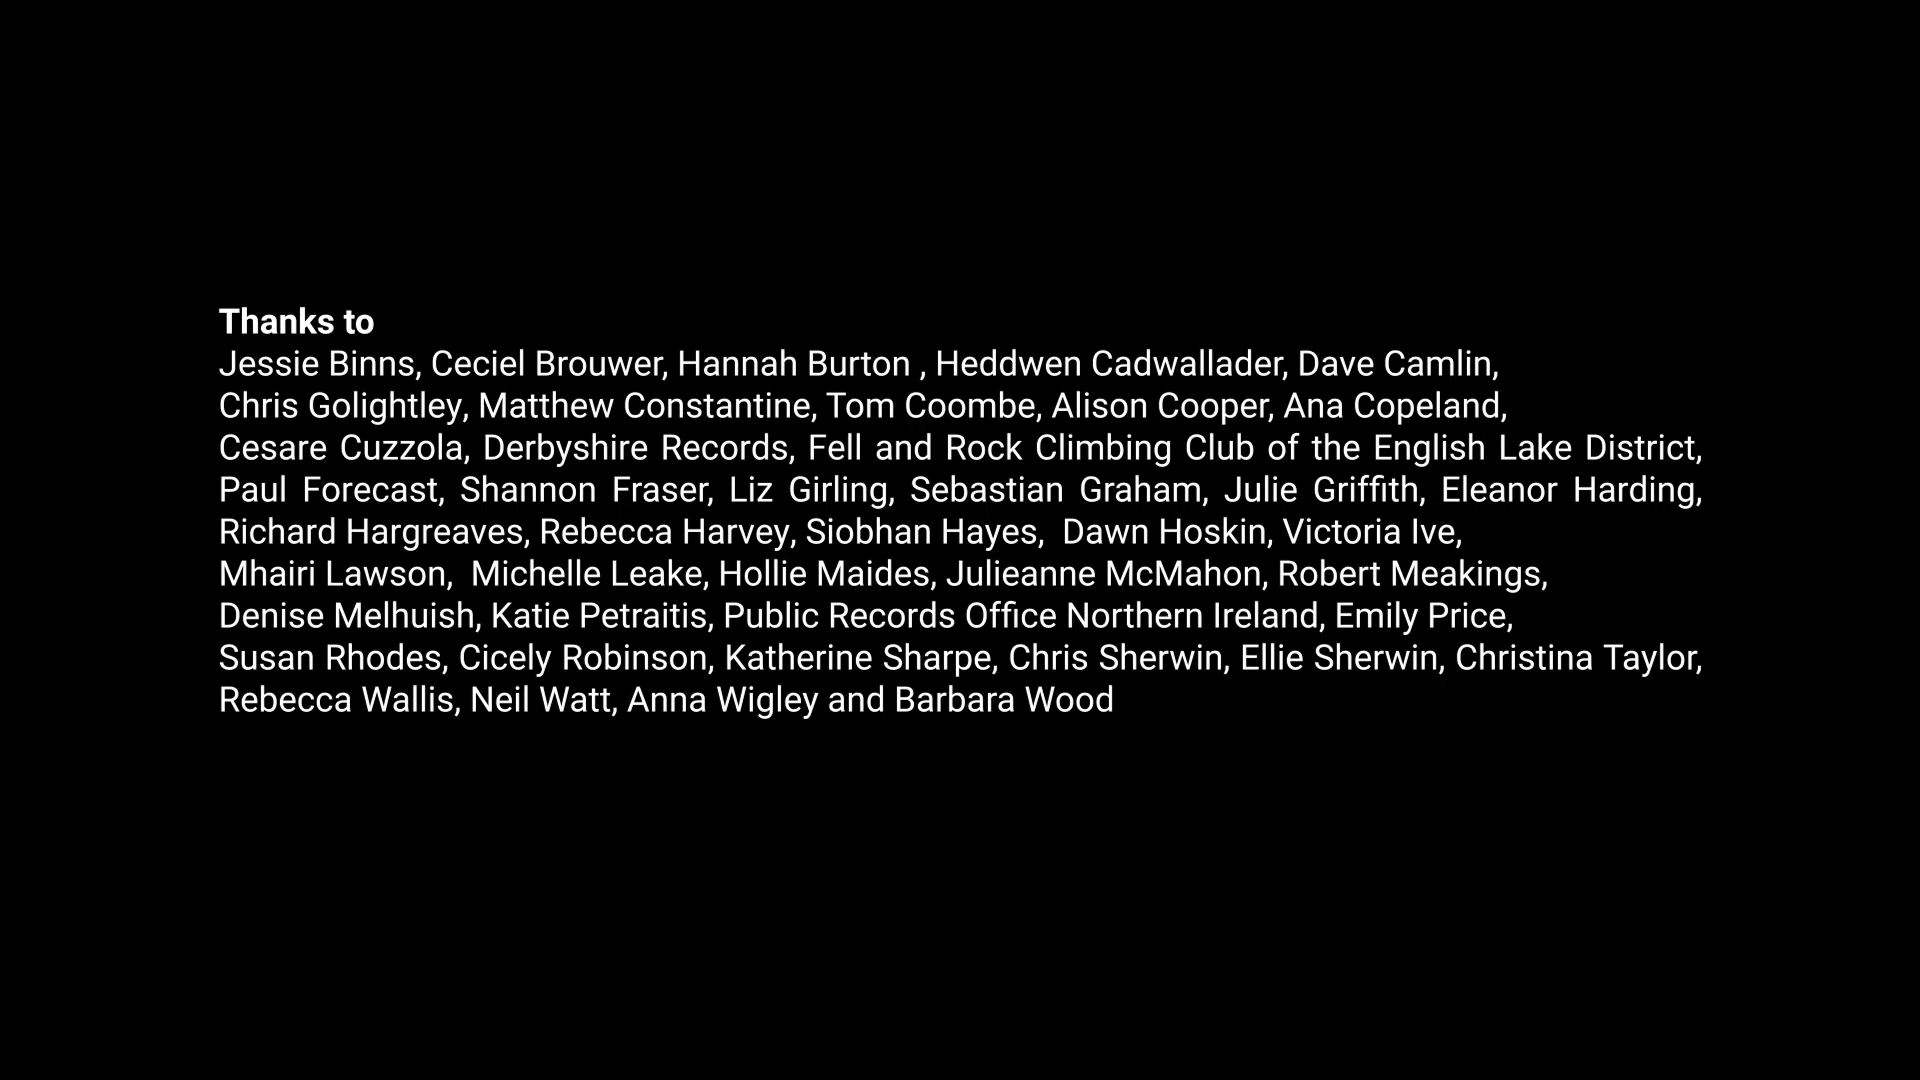 Thanks to
Jessie Binns, Ceciel Brouwer, Hannah Burton , Heddwen Cadwallader, Dave Camlin,
Chris Golightley, Matthew Constantine, Tom Coombe, Alison Cooper, Ana Copeland,
Cesare Cuzzola, Derbyshire Records, Fell and Rock Climbing Club of the English Lake District,
Paul Forecast, Shannon Fraser, Liz Girling, Sebastian Graham, Julie Griffith, Eleanor Harding,
Richard Hargreaves, Rebecca Harvey, Siobhan Hayes,  Dawn Hoskin, Victoria Ive,
Mhairi Lawson,  Michelle Leake, Hollie Maides, Julieanne McMahon, Robert Meakings,
Denise Melhuish, Katie Petraitis, Public Records Office Northern Ireland, Emily Price,
Susan Rhodes, Cicely Robinson, Katherine Sharpe, Chris Sherwin, Ellie Sherwin, Christina Taylor,
Rebecca Wallis, Neil Watt, Anna Wigley and Barbara Wood